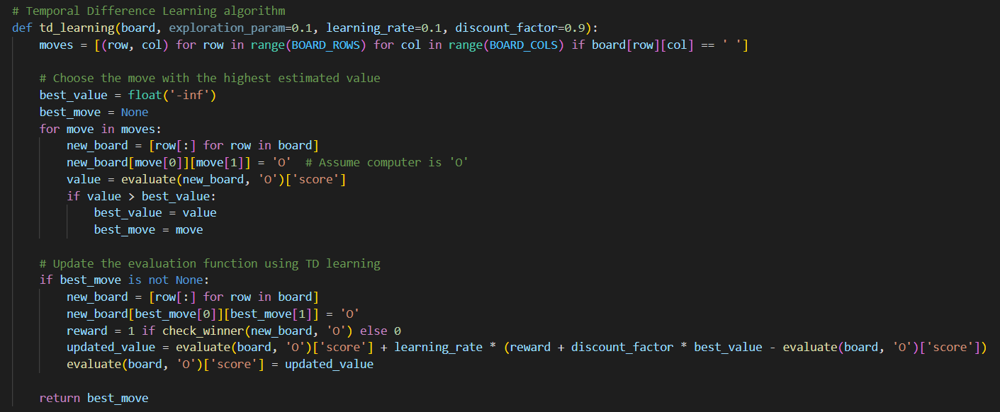 # Temporal Difference Learning algorithm
def td_learning(board, exploration_param=0.1, learning_rate=0.1, discount_factor=0.9):
    moves = [(row, col) for row in range(BOARD_ROWS) for col in range(BOARD_COLS) if board[row][col] == ' ']

    # Choose the move with the highest estimated value
    best_value = float('-inf')
    best_move = None
    for move in moves:
        new_board = [row[:] for row in board]
        new_board[move[0]][move[1]] = 'O'  # Assume computer is 'O'
        value = evaluate(new_board, 'O')['score']
        if value > best_value:
            best_value = value
            best_move = move

    # Update the evaluation function using TD learning
    if best_move is not None:
        new_board = [row[:] for row in board]
        new_board[best_move[0]][best_move[1]] = 'O'
        reward = 1 if check_winner(new_board, 'O') else 0
        updated_value = evaluate(board, 'O')['score'] + learning_rate * (reward + discount_factor * best_value - evaluate(board, 'O')['score'])
        evaluate(board, 'O')['score'] = updated_value

    return best_move